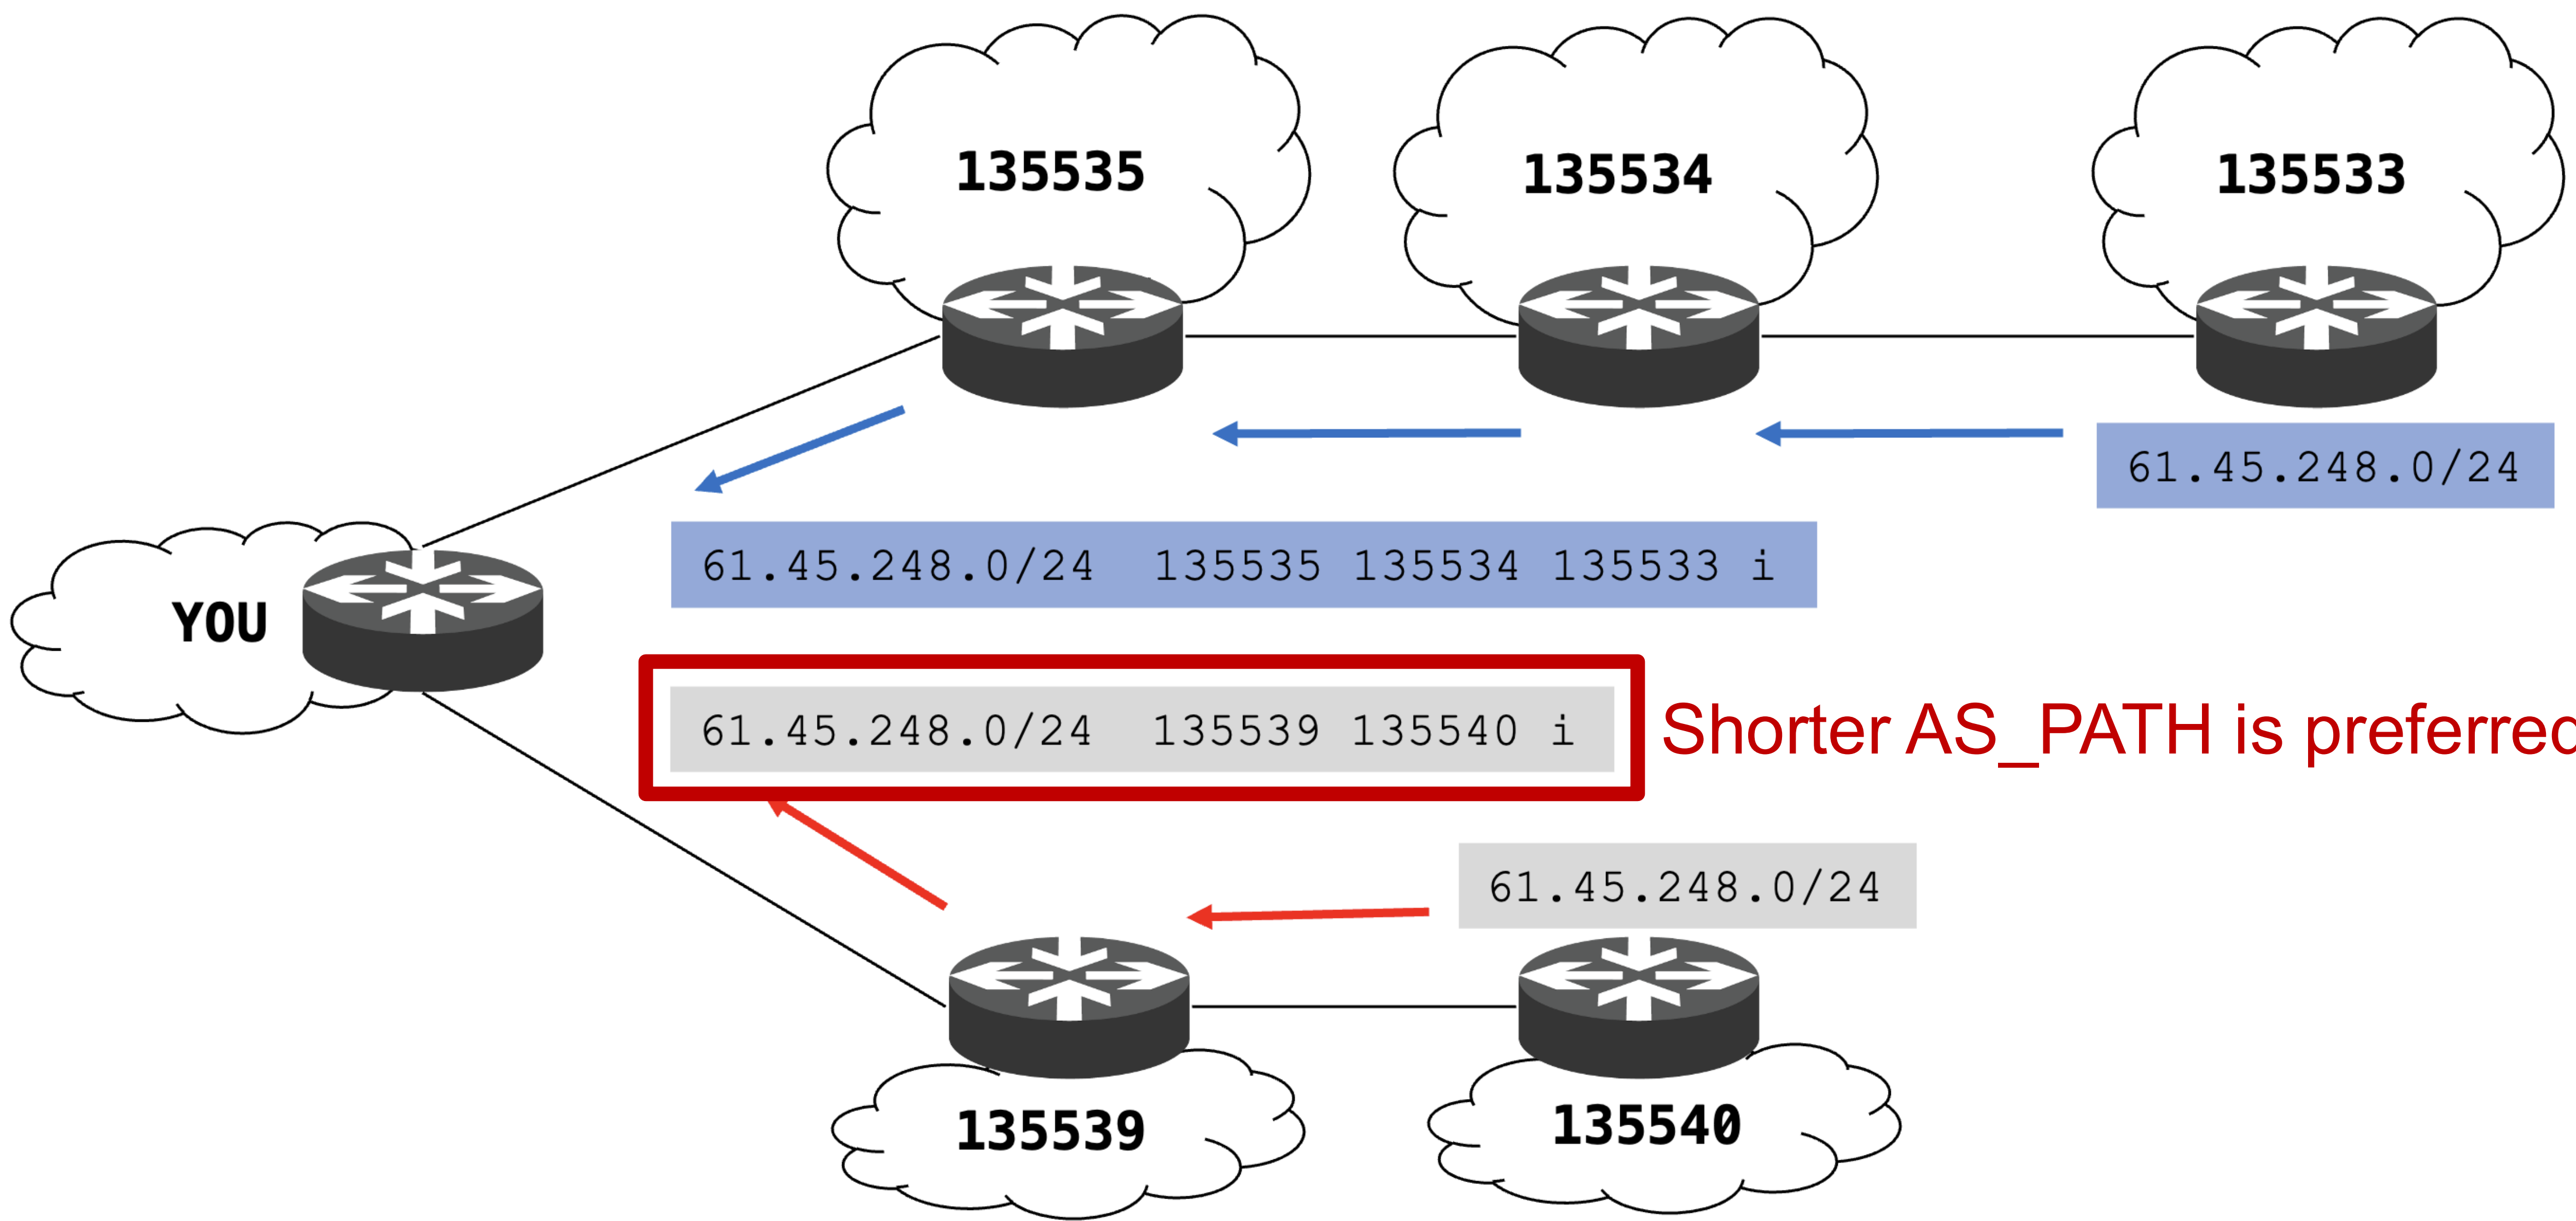 135535
135534
135533
61.45.248.0/24
61.45.248.0/24 135535 135534 135533 i
YOU
61.45.248.0/24 135539 135540 i
Shorter AS_PATH is preferred
61.45.248.0/24
135539
135540